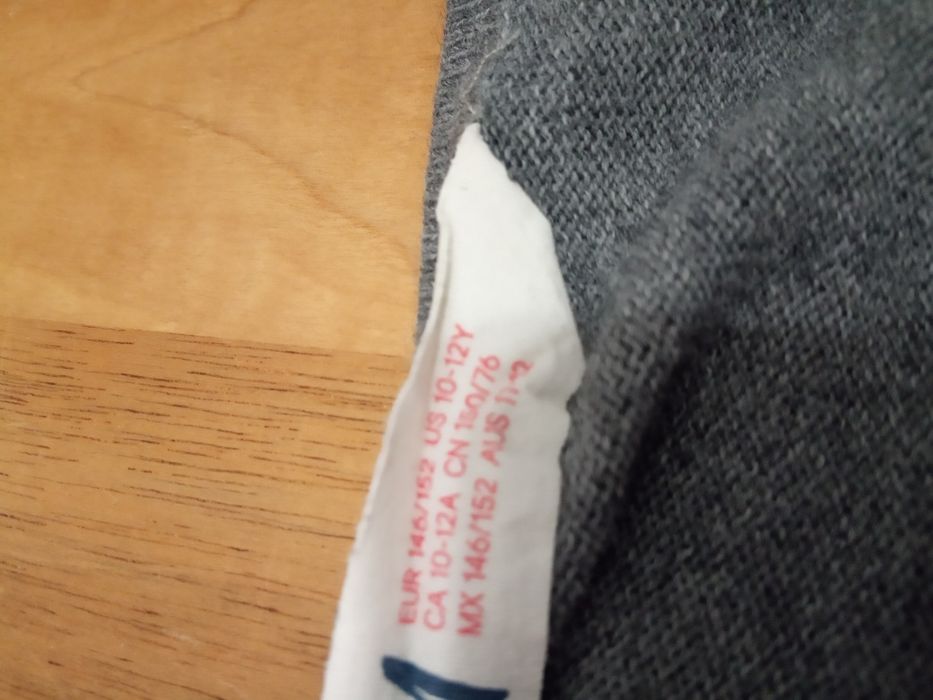 EUR 146/152 US 10-12Y
CA 10-12A CN 150/76
MX 146/152 AUS